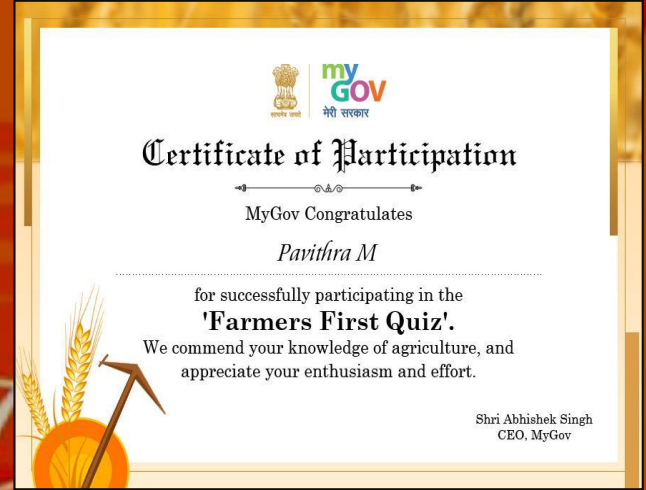 सत्यमेव जयते
my
GOV
मेरी सरकार
Certificate of Participation
MyGov Congratulates
Pavithra M
for successfully participating in the
'Farmers First Quiz'.
We commend your knowledge of agriculture, and
appreciate your enthusiasm and effort.
Shri Abhishek Singh
CEO, MyGov